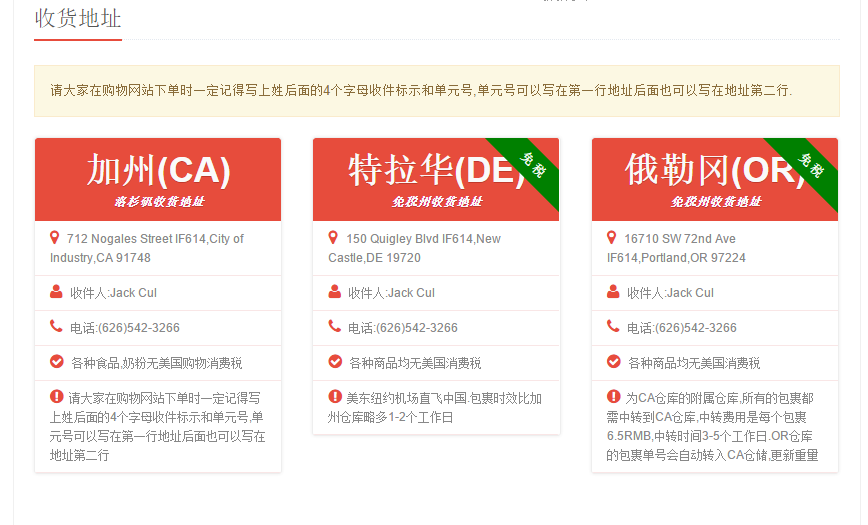 收货地址
请大家在购物网站下单时一定记得写上姓后面的4个字母收件标示和单元号,单元号可以写在第一行地址后面也可以写在地址第二行.
加州(CA)
洛杉矶收货地址
712 Nogales Street IF614,City of
Industry,CA 91748
收件人:Jack Cul
电话:(626)542-3266
各种食品,奶粉无美国购物消费税
请大家在购物网站下单时一定记得写
上姓后面的4个字母收件标示和单元号,单
元号可以写在第一行地址后面也可以写在
地址第二行
特拉华(DE)
免税
免税州收货地址
150 Quigley Blvd IF614,New
Castle,DE 19720
收件人:Jack Cul
电话:(626)542-3266
各种商品均无美国消费税
美东纽约机场直飞中国.包裹时效比加
州仓库略多1-2个工作日
俄勒冈(OR)
免税
免税州收货地址
16710 SW 72nd Ave
IF614,Portland,OR 97224
收件人:Jack Cul
电话:(626)542-3266
各种商品均无美国消费税
为CA仓库的附属仓库,所有的包裹都
需中转到CA仓库,中转费用是每个包裹
6.5RMB,中转时间3-5个工作日.OR仓库
的包裹单号会自动转入CA仓储,更新重量